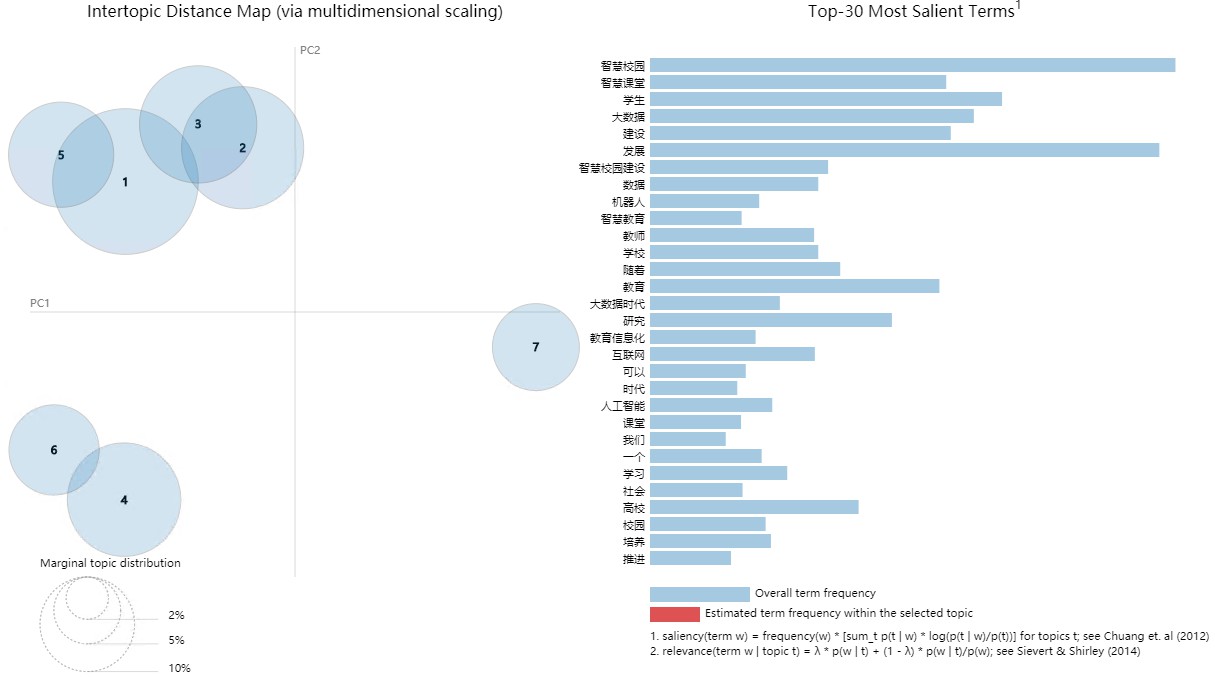 Intertopic Distance Map (via multidimensional scaling)
PC2
5
1
3
2
PC1
7
6
4
Marginal topic distribution
2%
5%
10%
Top-30 Most Salient Terms1
智慧校园
智慧课堂
学生
大数据
建设
发展
智慧校园建设
数据
机器人
智慧教育
教师
学校
随着
教育
大数据时代
研究
教育信息化
互联网
可以
时代
人工智能
课堂
我们
一个
学习
社会
高校
校园
培养
推进
Overall term frequency
Estimated term frequency within the selected topic
1. saliency(term w) = frequency(w) * [sum_t p(t | w) * log(p(t | w)/p(t))] for topics t; see Chuang et. al (2012)
2. relevance(term w | topic t) = λ * p(w | t) + (1 - λ) * p(w | t)/p(w); see Sievert & Shirley (2014)